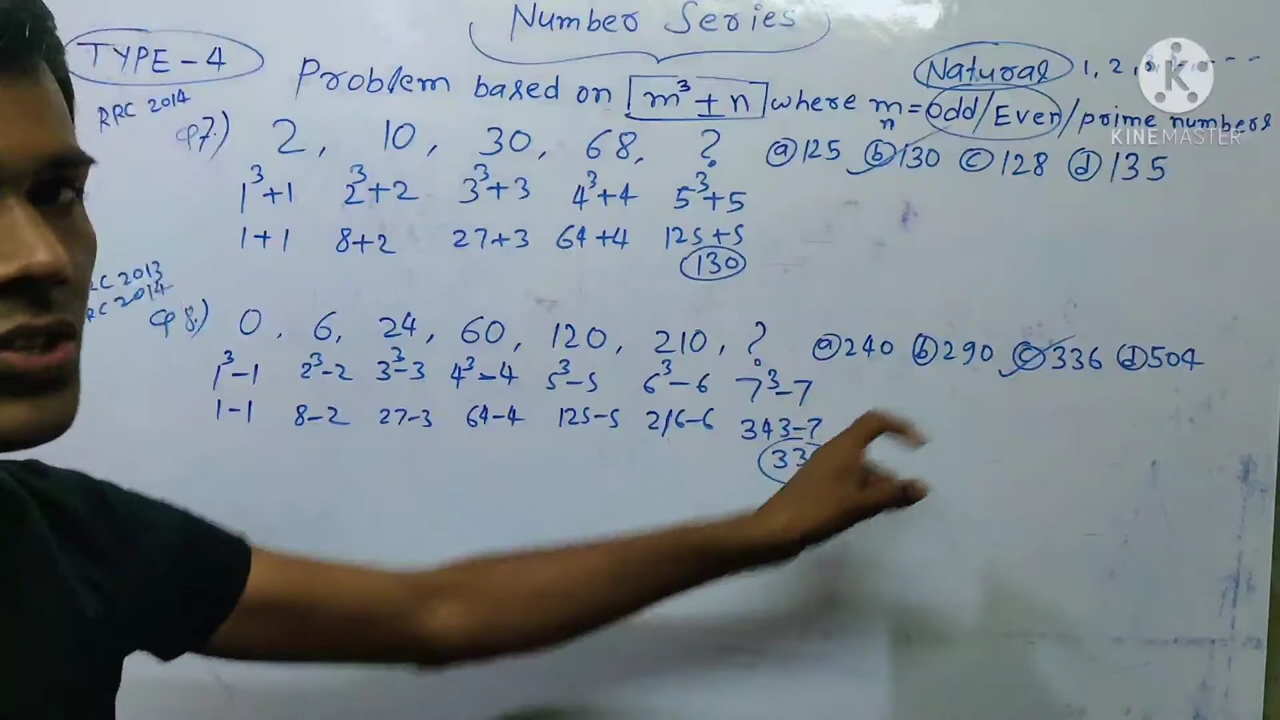 Number Series
TYPE-4
Problem based on m³ ± n where m = Odd/Even/prime numbers
n
Natural 1, 2, 3,
KINEMASTER
RRC 2014
Q7.) 2, 10, 30, 68, ? (a) 125 (b) 130 (c) 128 (d) 135
1³+1 2³+2 3³+3 4³+4 5³+5
1+1 8+2 27+3 64+4 125+5
130
2013
2014
Q8.) 0, 6, 24, 60, 120, 210, ? (a) 240 (b) 290 (c) 336 (d) 504
1³-1 2³-2 3³-3 4³-4 5³-5 6³-6 7³-7
1-1 8-2 27-3 64-4 125-5 216-6 343-7
33